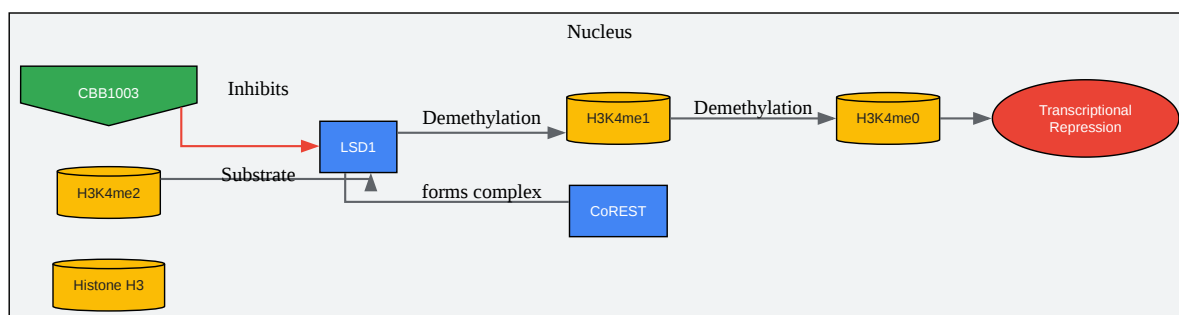 Nucleus
CBB1003
Inhibits
LSD1
Demethylation
H3K4me1
Demethylation
H3K4me0
Transcriptional
Repression
H3K4me2
Substrate
forms complex
CoREST
Histone H3